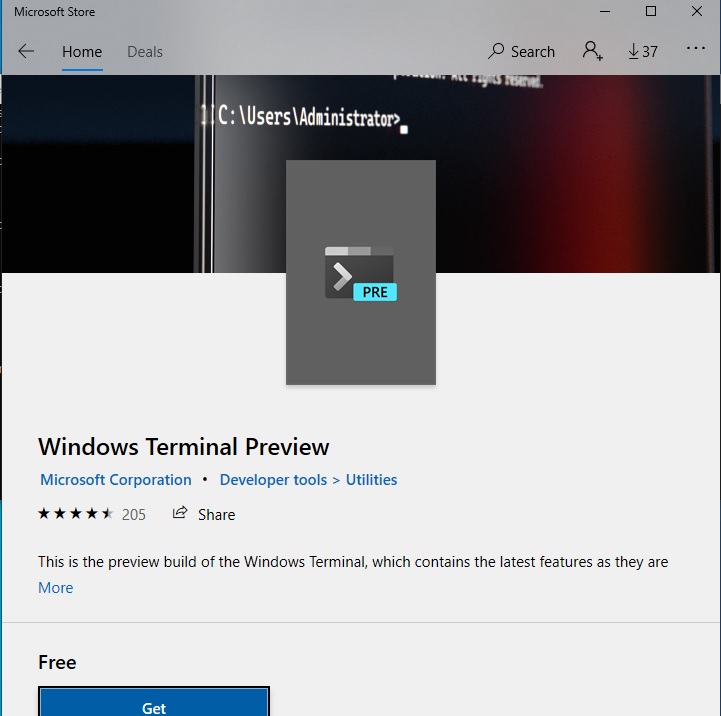 Microsoft Store
Home Deals Search 37
All rights reserved.
C:\Users\Administrator>
PRE
Windows Terminal Preview
Microsoft Corporation • Developer tools > Utilities
205 Share
This is the preview build of the Windows Terminal, which contains the latest features as they are
More
Free
Get